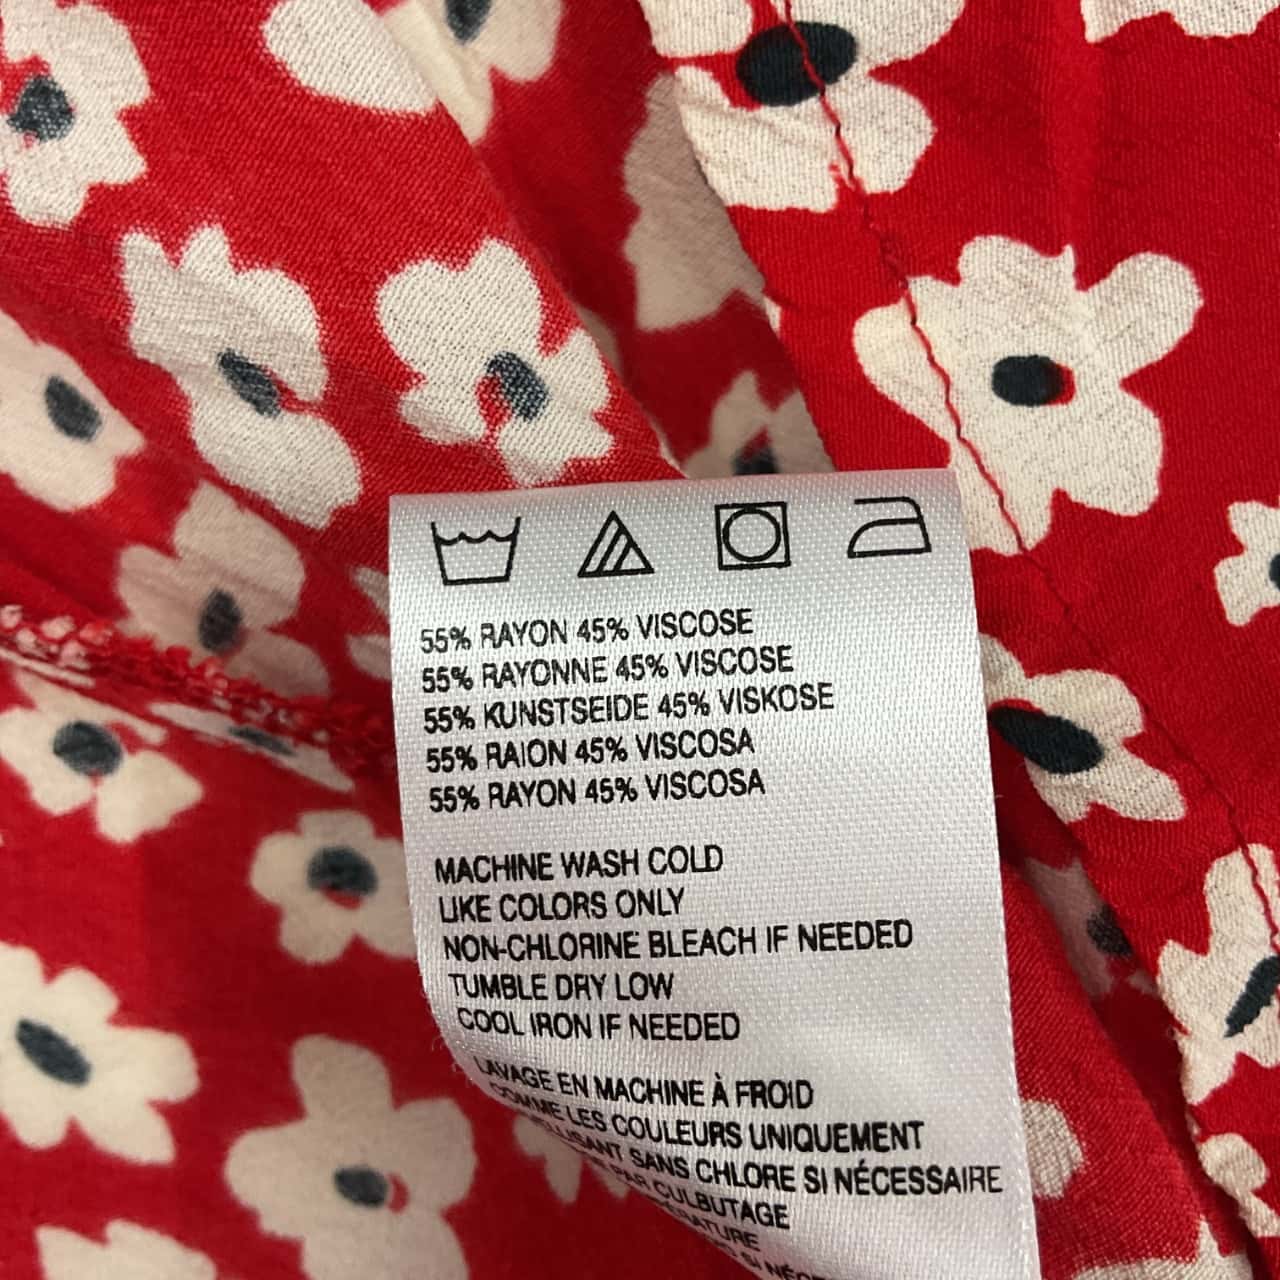 55% RAYON 45% VISCOSE
55% RAYONNE 45% VISCOSE
55% KUNSTSEIDE 45% VISKOSE
55% RAION 45% VISCOSA
55% RAYON 45% VISCOSA
MACHINE WASH COLD
LIKE COLORS ONLY
NON-CHLORINE BLEACH IF NEEDED
TUMBLE DRY LOW
COOL IRON IF NEEDED
LAVAGE EN MACHINE À FROID
COMME LES COULEURS UNIQUEMENT
SANS CHLORE SI NÉCESSAIRE
PAR CULBUTAGE